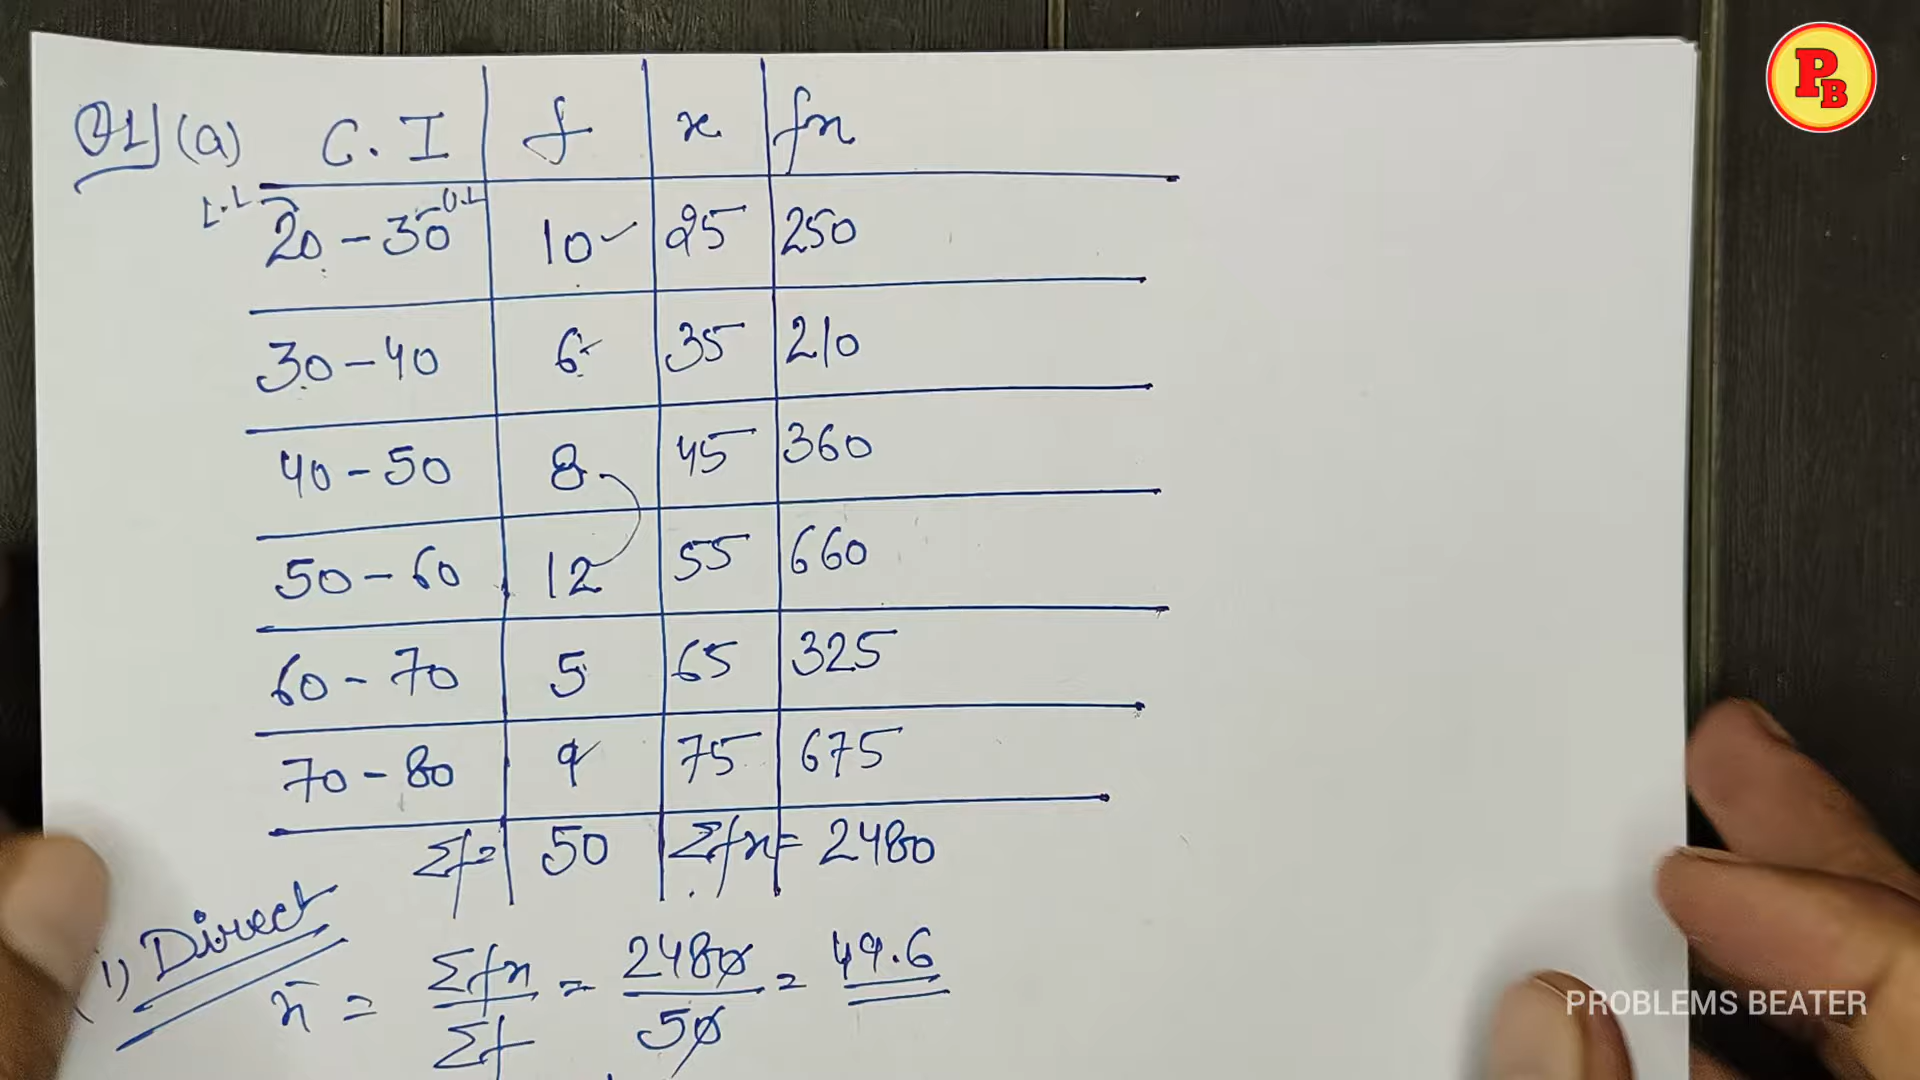 PB
Q1 (a) C.I f x fx
L.L U.L
20 - 30 10 25 250
30 - 40 6 35 210
40 - 50 8 45 360
50 - 60 12 55 660
60 - 70 5 65 325
70 - 80 9 75 675
Σf = 50 Σfx = 2480
i) Direct
x̄ = Σfx / Σf = 2480 / 50 = 49.6
PROBLEMS BEATER